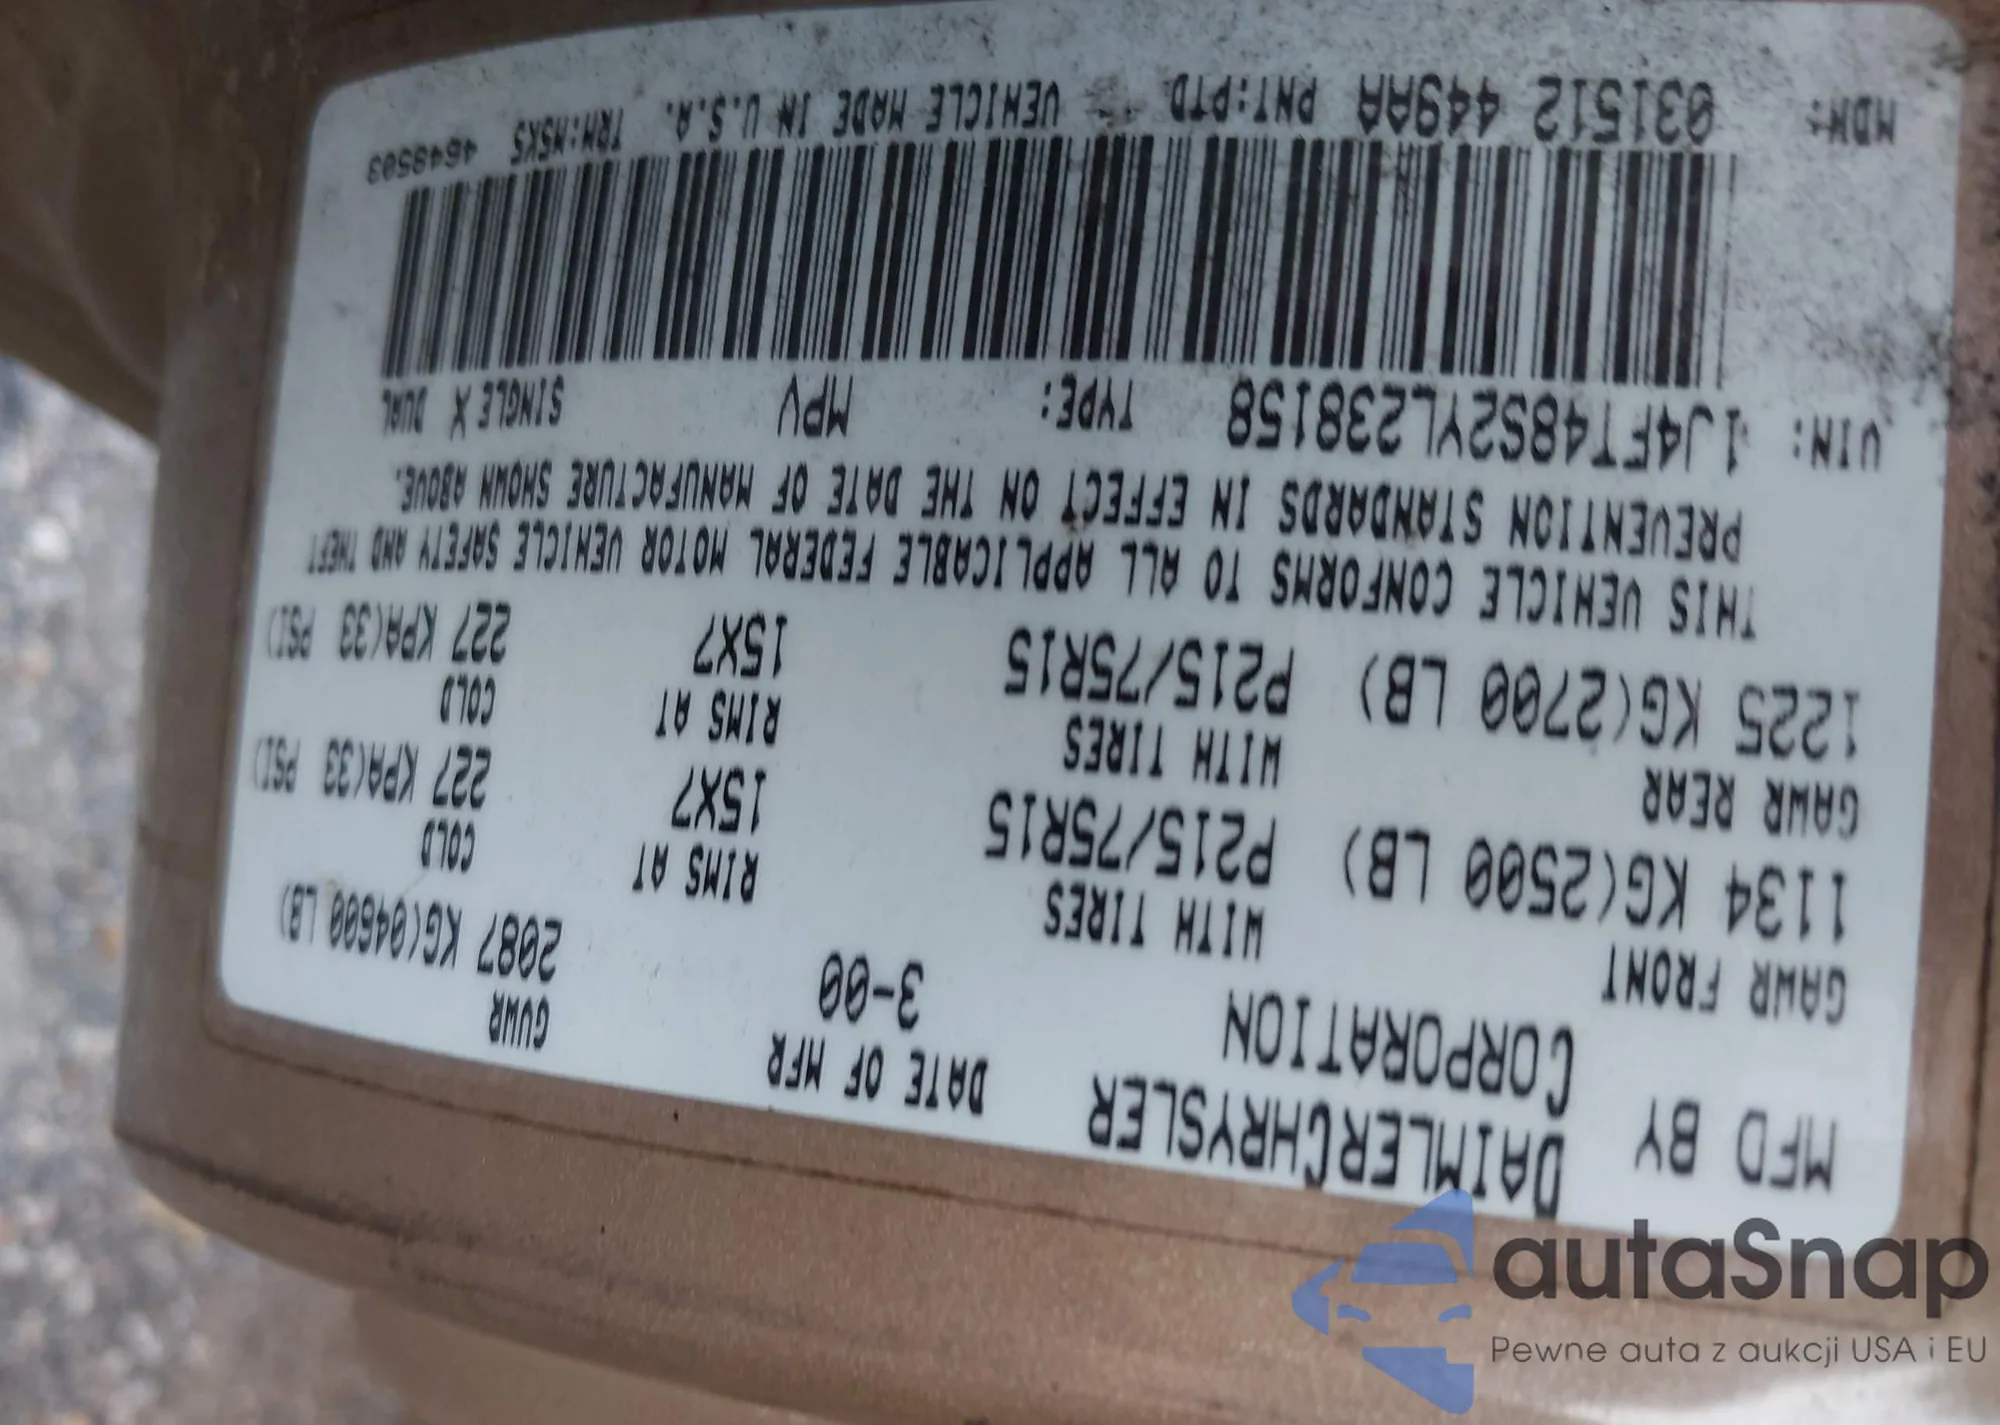 MFD BY DAIMLERCHRYSLER CORPORATION DATE OF MFR 3-00 GVWR 2087 KG(04600 LB)
GAWR FRONT WITH TIRES RIMS AT COLD
1134 KG(2500 LB) P215/75R15 15X7 227 KPA(33 PSI)
GAWR REAR WITH TIRES RIMS AT COLD
1225 KG(2700 LB) P215/75R15 15X7 227 KPA(33 PSI)
THIS VEHICLE CONFORMS TO ALL APPLICABLE FEDERAL MOTOR VEHICLE SAFETY AND THEFT
PREVENTION STANDARDS IN EFFECT ON THE DATE OF MANUFACTURE SHOWN ABOVE.
VIN: 1J4FT48S2YL238158 TYPE: MPV SINGLE X DUAL
MDH: 031512 449AA PNT:PTD VEHICLE MADE IN U.S.A. TRM:M5K5 4648503
autaSnap
Pewne auta z aukcji USA i EU